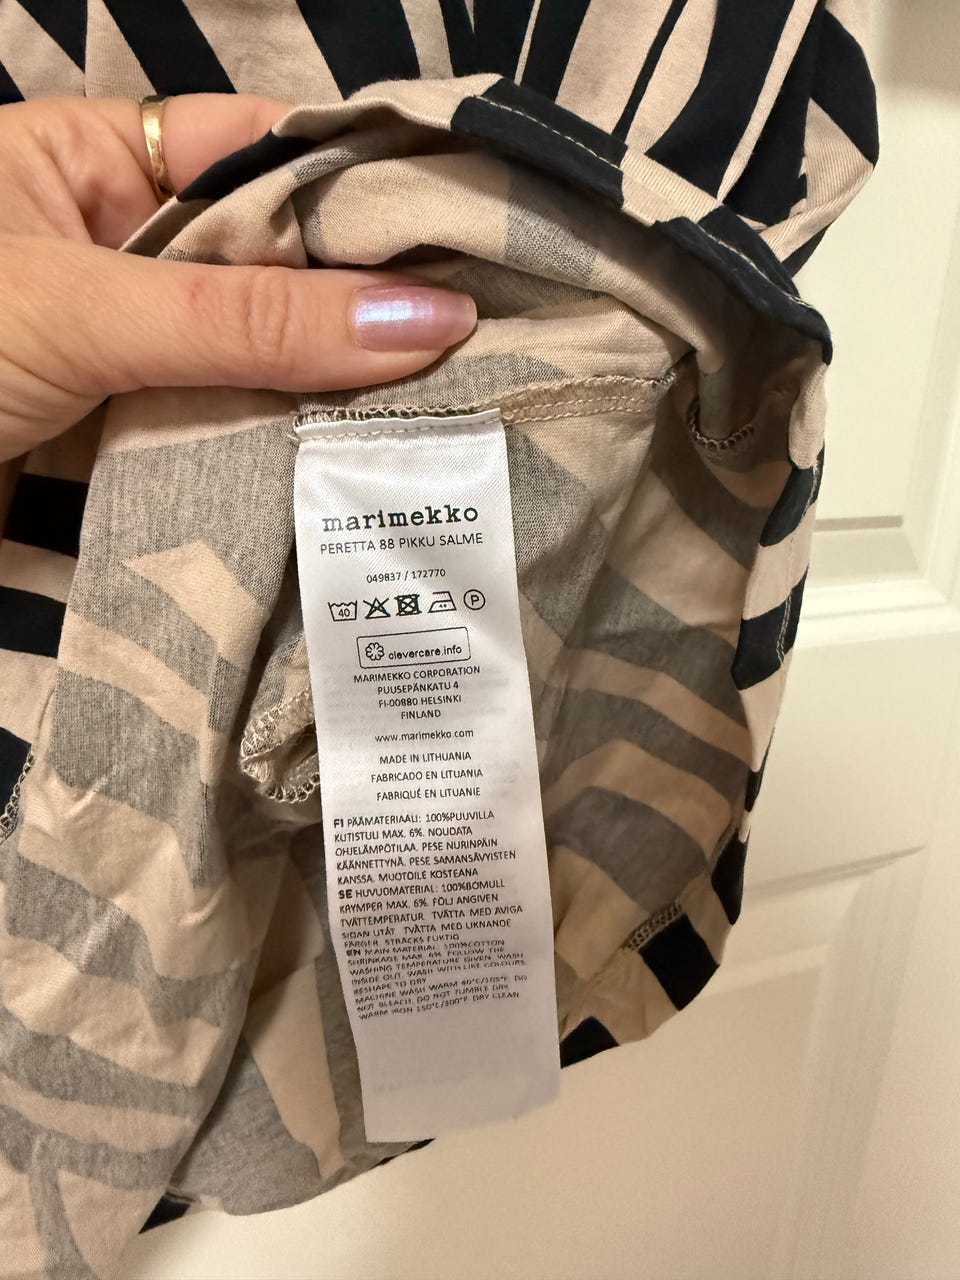 marimekko
PERETTA 88 PIKKU SALME
049837 / 172770
40 P
clevercare.info
MARIMEKKO CORPORATION
PUUSEPÄNKATU 4
FI-00880 HELSINKI
FINLAND
www.marimekko.com
MADE IN LITHUANIA
FABRICADO EN LITUANIA
FABRIQUÉ EN LITUANIE
FI PÄÄMATERIAALI: 100%PUUVILLA
KUTISTUU MAX. 6%. NOUDATA
OHJELÄMPÖTILAA. PESE NURINPÄIN
KÄÄNNETTYNÄ. PESE SAMANSÄVYISTEN
KANSSA. MUOTOILE KOSTEANA
SE HUVUDMATERIAL: 100%BOMULL
KRYMPER MAX. 6%. FÖLJ ANGIVEN
TVÄTTEMPERATUR. TVÄTTA MED AVIGA
SIDAN UTÅT. TVÄTTA MED LIKNANDE
FÄRGER. STRÄCKS FUKTIG
EN MAIN MATERIAL: 100%COTTON
SHRINKAGE MAX. 6%. FOLLOW THE
WASHING TEMPERATURE GIVEN. WASH
INSIDE OUT. WASH WITH LIKE COLOURS.
RESHAPE TO DRY
MACHINE WASH WARM 40°C/105°F. DO
NOT BLEACH. DO NOT TUMBLE DRY.
WARM IRON 150°C/300°F. DRY CLEAN